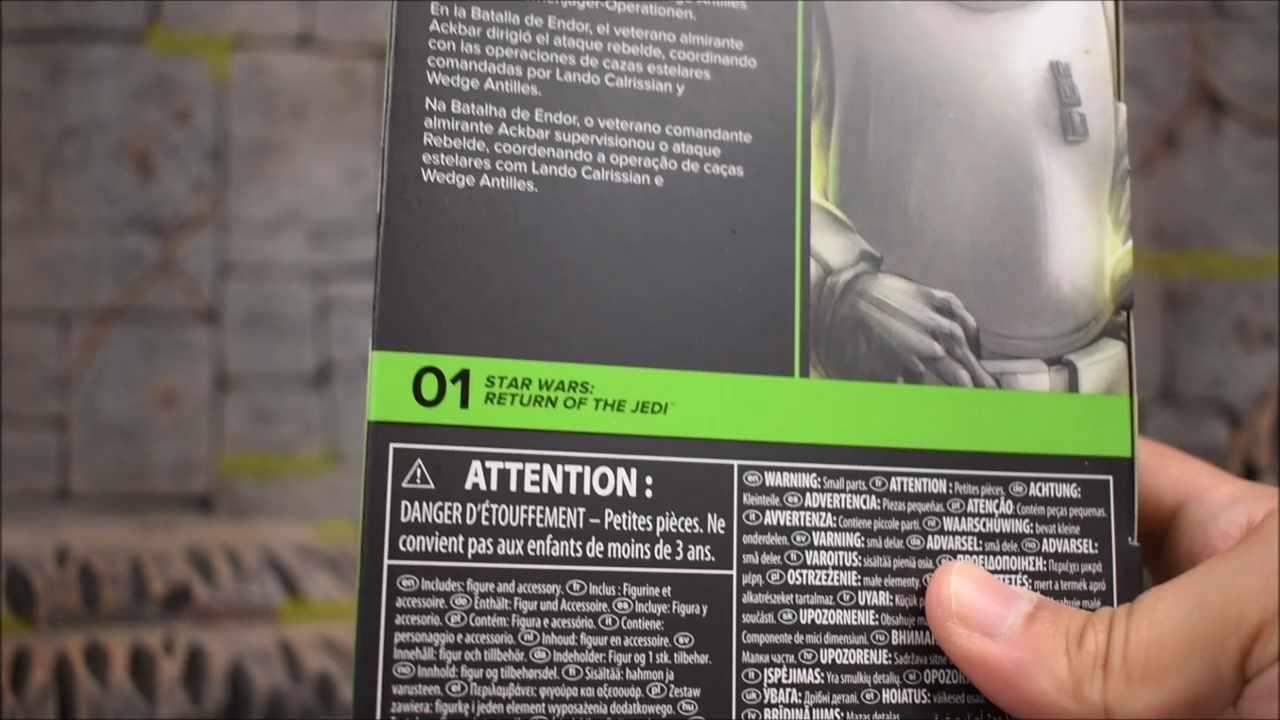 Antilles
jäger-Operationen.
En la Batalla de Endor, el veterano almirante
Ackbar dirigió el ataque rebelde, coordinando
con las operaciones de cazas estelares
comandadas por Lando Calrissian y
Wedge Antilles.
Na Batalha de Endor, o veterano comandante
almirante Ackbar supervisionou o ataque
Rebelde, coordenando a operação de caças
estelares com Lando Calrissian e
Wedge Antilles.
01 STAR WARS:
RETURN OF THE JEDI™
ATTENTION :
DANGER D'ÉTOUFFEMENT – Petites pièces. Ne
convient pas aux enfants de moins de 3 ans.
en Includes: figure and accessory. fr Inclus : Figurine et
accessoire. de Enthält: Figur und Accessoire. es Incluye: Figura y
accesorio. pt Contém: Figura e acessório. it Contiene:
personaggio e accessorio. nl Inhoud: figuur en accessoire. sv
Innehåll: figur och tillbehör. da Indeholder: Figur og 1 stk. tilbehør.
no Innhold: figur og tilbehørsdel. fi Sisältää: hahmon ja
varusteen. el Περιλαμβάνει: φιγούρα και αξεσουάρ. pl Zestaw
zawiera: figurkę i jeden element wyposażenia dodatkowego. hu
en WARNING: Small parts. fr ATTENTION : Petites pièces. de ACHTUNG:
Kleinteile. es ADVERTENCIA: Piezas pequeñas. pt ATENÇÃO: Contém peças pequenas.
it AVVERTENZA: Contiene piccole parti. nl WAARSCHUWING: bevat kleine
onderdelen. sv VARNING: små delar. da ADVARSEL: små dele. no ADVARSEL:
små deler. fi VAROITUS: sisältää pieniä osia. el ΠΡΟΕΙΔΟΠΟΙΗΣΗ: Περιέχει μικρά
μέρη. pl OSTRZEŻENIE: małe elementy. TETÉS: mert a termék apró
alkatrészeket tartalmaz. tr UYARI: Küçük
součásti. sk UPOZORNENIE: Obsahuje malé
Componente de mici dimensiuni. ru ВНИМА
Малки части. hr UPOZORENJE: Sadržava sitne
lt ĮSPĖJIMAS: Yra smulkių detalių. sl OPOZOR
uk УВАГА: Дрібні деталі. et HOIATUS: väikesed osad
lv BRĪDINĀJUMS: Mazas detaļas.